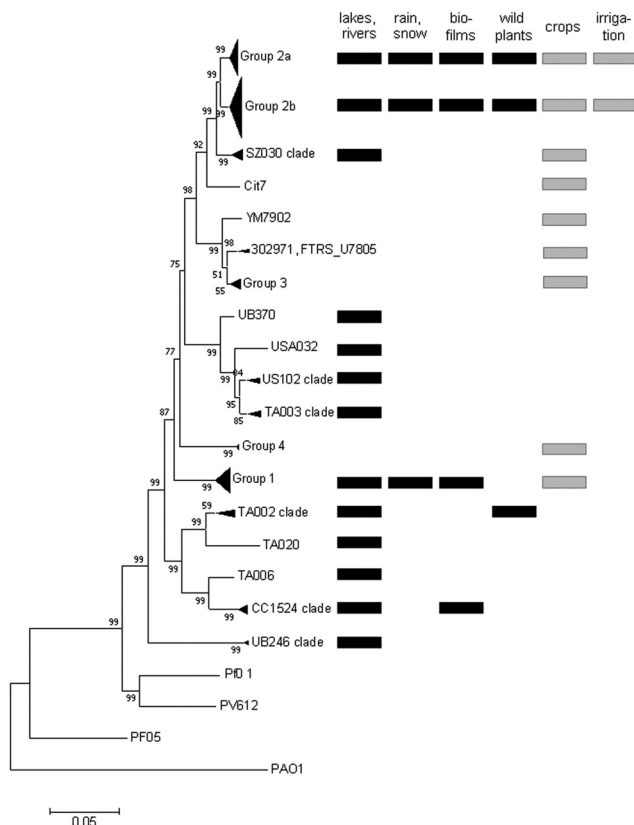 lakes, rivers
rain, snow
bio-films
wild plants
crops
irriga-tion
99
Group 2a
99
99
99
Group 2b
99
SZ030 clade
92
Cit7
98
YM7902
99
98
302971,FTRS_U7805
51
55
Group 3
75
UB370
99
USA032
99
84
US102 clade
95
85
TA003 clade
77
99
Group 4
87
99
Group 1
59
TA002 clade
99
TA020
99
99
TA006
99
CC1524 clade
99
99
UB246 clade
99
Pf0 1
99
PV612
PF05
PAO1
0.05